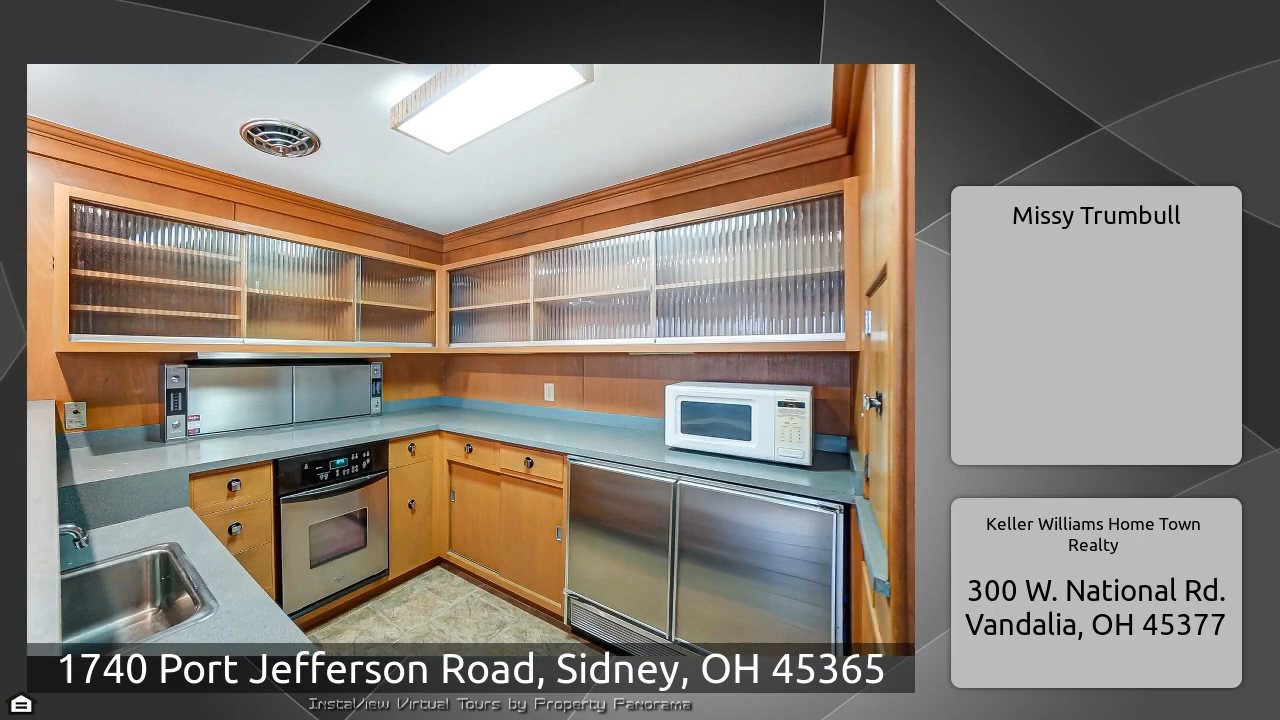 Missy Trumbull
Keller Williams Home Town
Realty
300 W. National Rd.
Vandalia, OH 45377
1740 Port Jefferson Road, Sidney, OH 45365
InstaView Virtual Tours by Property Panorama